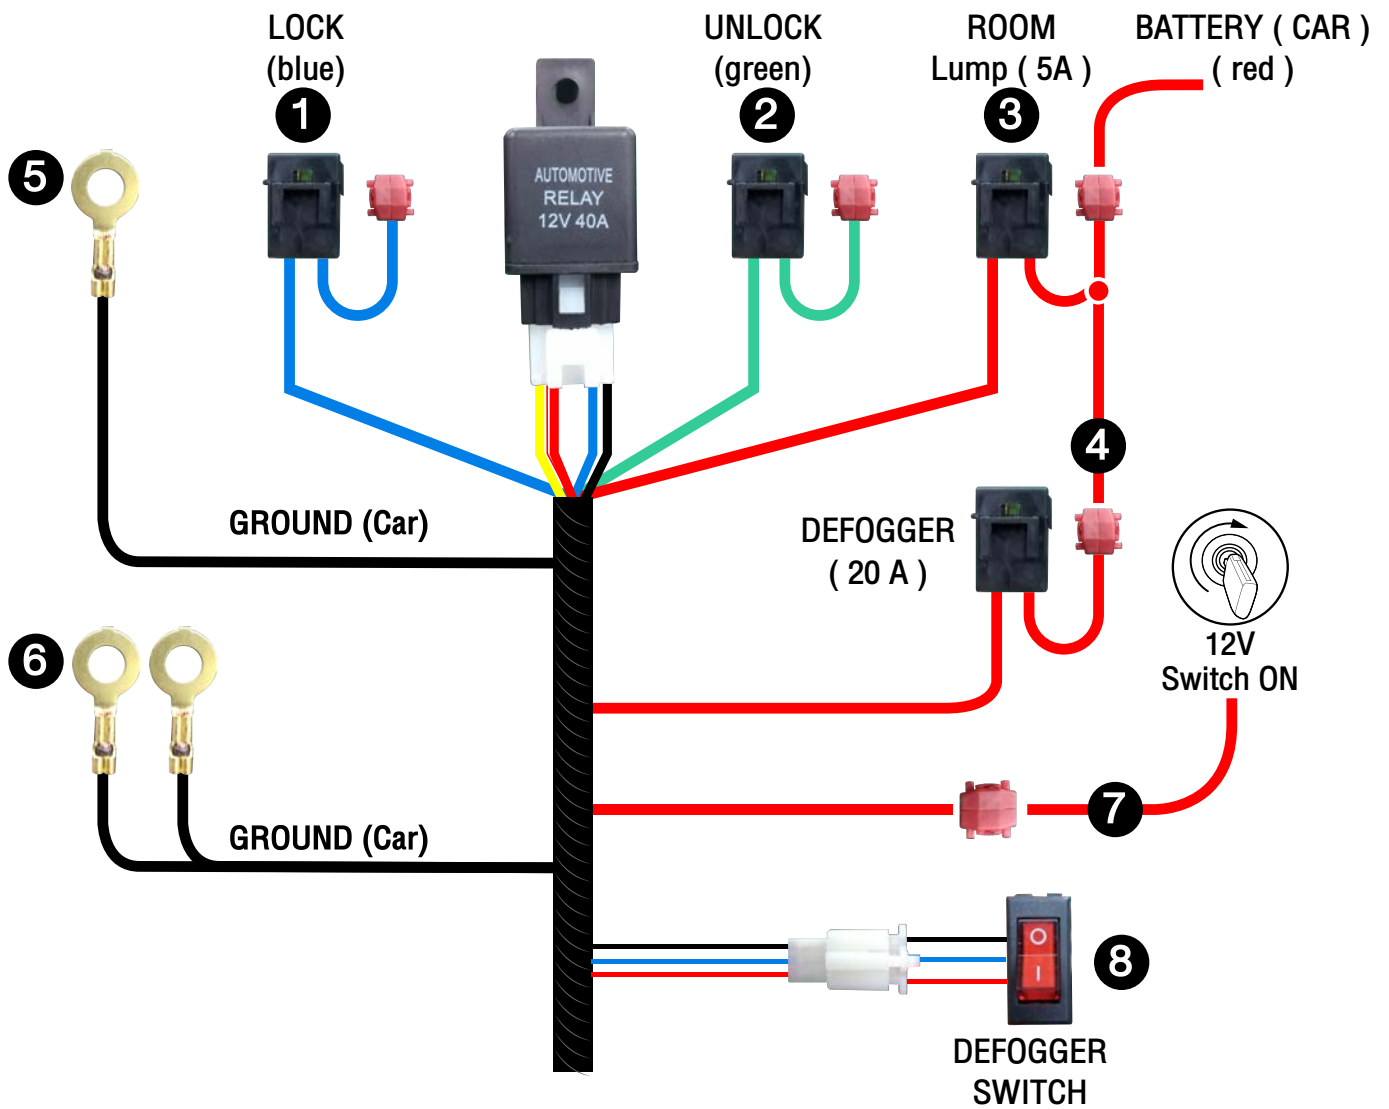 LOCK
(blue)
1
UNLOCK
(green)
2
ROOM
Lump ( 5A )
3
BATTERY ( CAR )
( red )
5
AUTOMOTIVE
RELAY
12V 40A
4
GROUND (Car)
DEFOGGER
( 20 A )
12V
Switch ON
6
7
GROUND (Car)
O
I
8
DEFOGGER
SWITCH